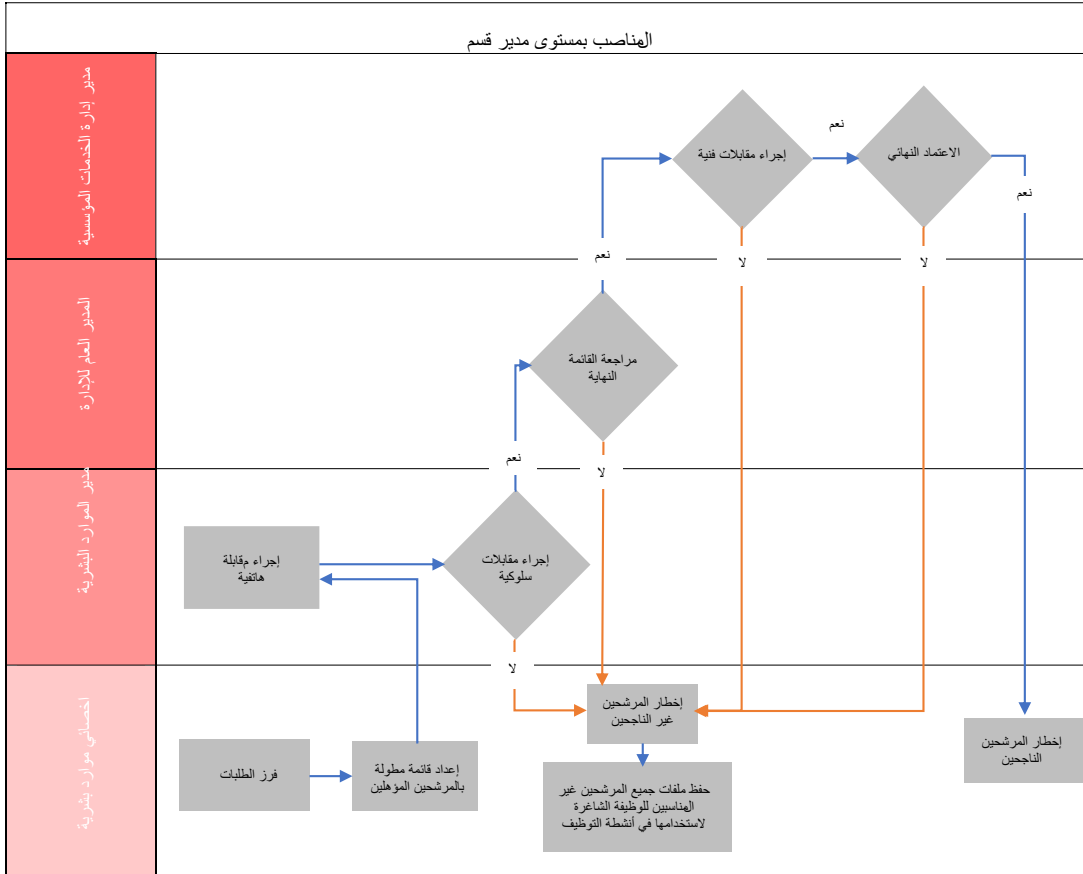 المناصب بمستوى مدير قسم
مدير إدارة الخدمات المؤسسية
نعم
إجراء مقابلات فنية
الاعتماد النهائي
نعم
نعم
لا
لا
المدير العام للإدارة
مراجعة القائمة
النهاية
نعم
لا
مدير الموارد البشرية
إجراء مقابلة
هاتفية
إجراء مقابلات
سلوكية
لا
اخصائي موارد بشرية
فرز الطلبات
إعداد قائمة مطولة
بالمرشحين المؤهلين
إخطار المرشحين
غير الناجحين
حفظ ملفات جميع المرشحين غير
المناسبين للوظيفة الشاغرة
لاستخدامها في أنشطة التوظيف
إخطار المرشحين
الناجحين